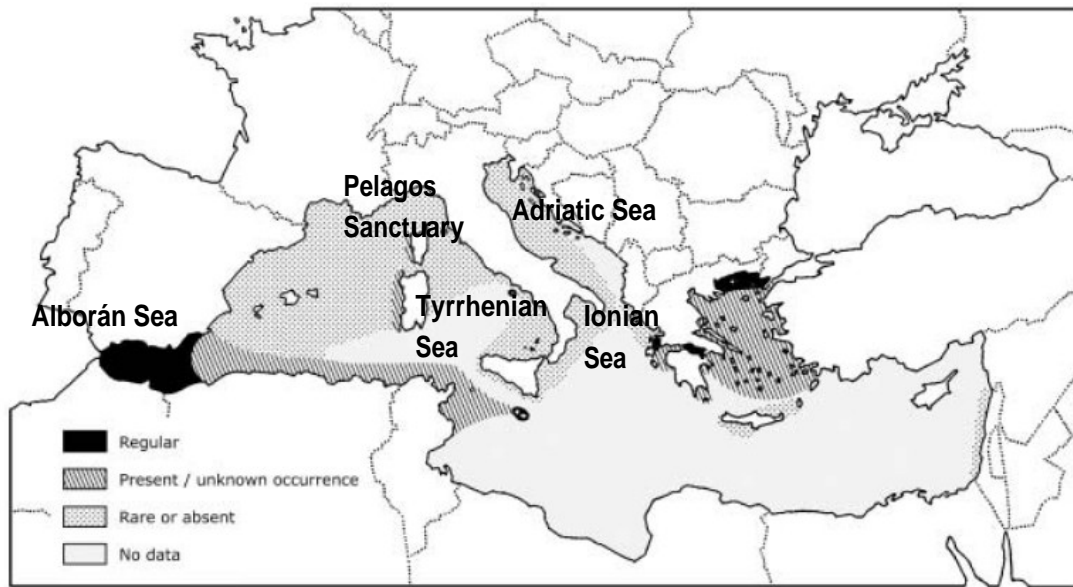 Pelagos
Sanctuary
Adriatic Sea
Alborán Sea
Tyrrhenian
Sea
Ionian
Sea
Regular
Present / unknown occurrence
Rare or absent
No data